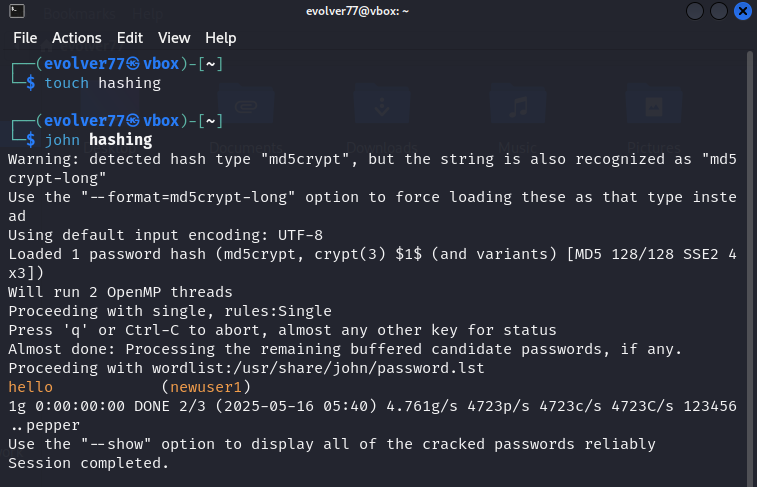 evolver77@vbox: ~
File Actions Edit View Help
┌──(evolver77㉿vbox)-[~]
└─$ touch hashing
┌──(evolver77㉿vbox)-[~]
└─$ john hashing
Warning: detected hash type "md5crypt", but the string is also recognized as "md5
crypt-long"
Use the "--format=md5crypt-long" option to force loading these as that type inste
ad
Using default input encoding: UTF-8
Loaded 1 password hash (md5crypt, crypt(3) $1$ (and variants) [MD5 128/128 SSE2 4
x3])
Will run 2 OpenMP threads
Proceeding with single, rules:Single
Press 'q' or Ctrl-C to abort, almost any other key for status
Almost done: Processing the remaining buffered candidate passwords, if any.
Proceeding with wordlist:/usr/share/john/password.lst
hello            (newuser1)
1g 0:00:00:00 DONE 2/3 (2025-05-16 05:40) 4.761g/s 4723p/s 4723c/s 4723C/s 123456
..pepper
Use the "--show" option to display all of the cracked passwords reliably
Session completed.